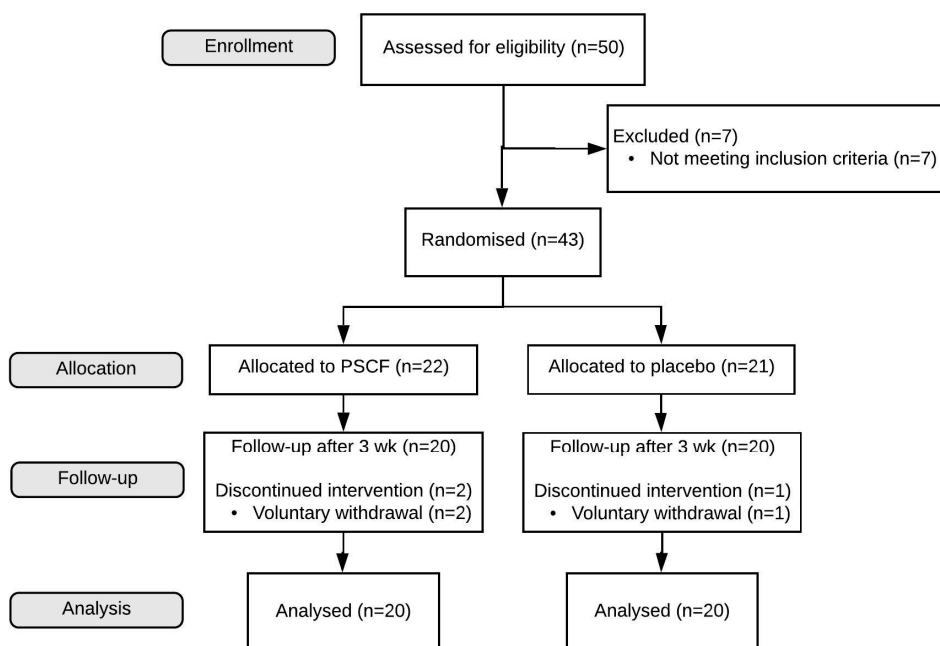 Enrollment
Assessed for eligibility (n=50)
Excluded (n=7)
• Not meeting inclusion criteria (n=7)
Randomised (n=43)
Allocation
Allocated to PSCF (n=22)
Allocated to placebo (n=21)
Follow-up
Follow-up after 3 wk (n=20)
Discontinued intervention (n=2)
• Voluntary withdrawal (n=2)
Follow-up after 3 wk (n=20)
Discontinued intervention (n=1)
• Voluntary withdrawal (n=1)
Analysis
Analysed (n=20)
Analysed (n=20)